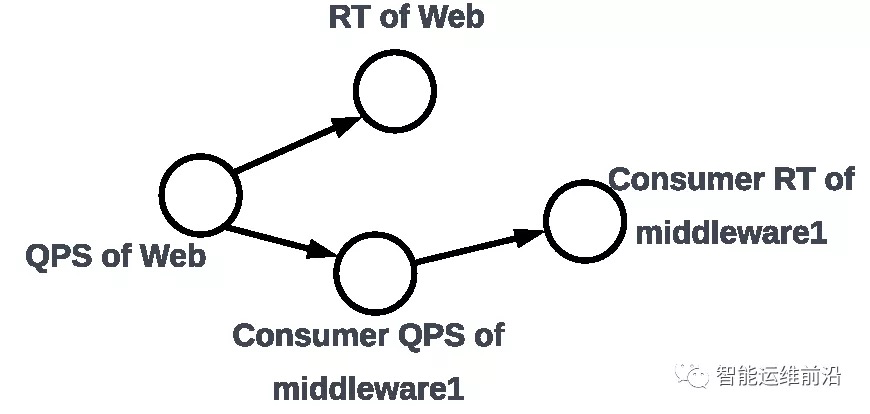 RT of Web
Consumer RT of
middleware1
QPS of Web
Consumer QPS of
middleware1
智能运维前沿